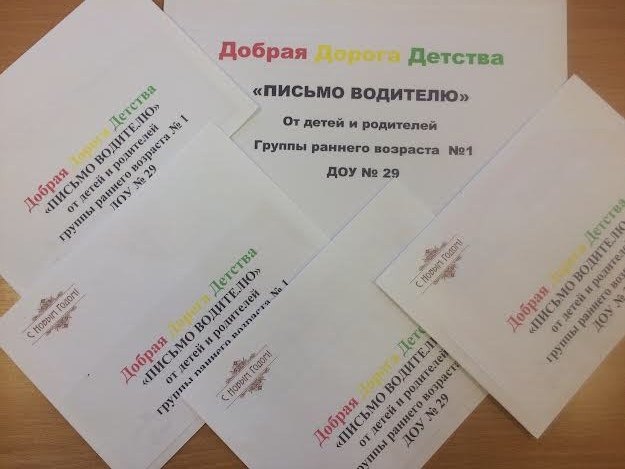 Добрая Дорога Детства
«ПИСЬМО ВОДИТЕЛЮ»
От детей и родителей
Группы раннего возраста №1
ДОУ № 29
Добрая Дорога Детства
«ПИСЬМО ВОДИТЕЛЮ»
от детей и родителей
группы раннего возраста № 1
ДОУ № 29
С Новым Годом!
Добрая Дорога Детства
«ПИСЬМО ВОДИТЕЛЮ»
от детей и родителей
группы раннего возраста № 1
С Новым Годом!
Добрая Дорога Детства
«ПИСЬМО ВОДИТЕЛЮ
от детей и родителей
группы раннего возраста
ДОУ № 29
С Новым Годом!
Добрая Дорога Детства
«ПИСЬМО ВОДИТЕЛЮ
от детей и родителей
группы раннего возраста
ДОУ №